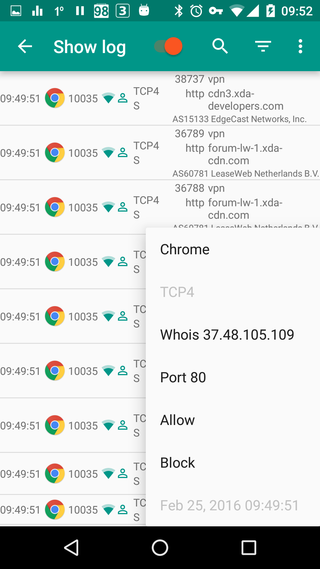 1° 98 3 09:52
Show log
38737 vpn
09:49:51 10035 TCP4 http cdn3.xda-
S developers.com
AS15133 EdgeCast Networks, Inc.
36789 vpn
09:49:51 10035 TCP4 http forum-lw-1.xda-
S cdn.com
AS60781 LeaseWeb Netherlands B.V.
36788 vpn
09:49:51 10035 TCP4 http forum-lw-1.xda-
S cdn.com
AS60781 LeaseWeb Netherlands B.V.
09:49:51 10035 TC
S
09:49:51 10035 TC
S
09:49:51 10035 TC
S
09:49:51 10035 TC
S
09:49:51 10035 TC
S
09:49:51 10035 TC
S
Chrome
TCP4
Whois 37.48.105.109
Port 80
Allow
Block
Feb 25, 2016 09:49:51